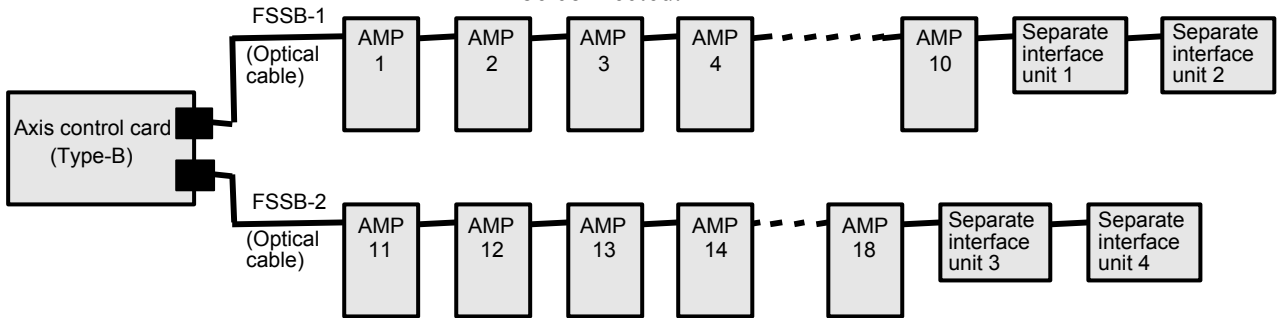 FSSB-1
(Optical
cable)
AMP
1
AMP
2
AMP
3
AMP
4
AMP
10
Separate
interface
unit 1
Separate
interface
unit 2
Axis control card
(Type-B)
FSSB-2
(Optical
cable)
AMP
11
AMP
12
AMP
13
AMP
14
AMP
18
Separate
interface
unit 3
Separate
interface
unit 4